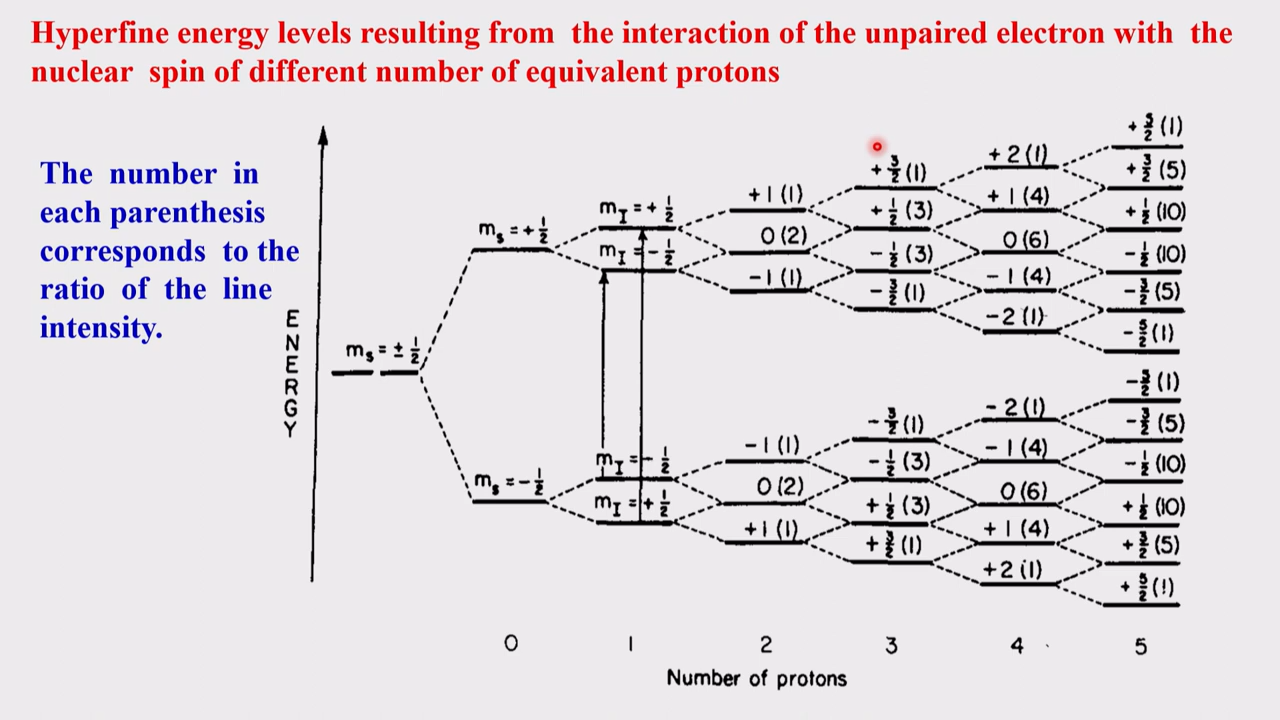 Hyperfine energy levels resulting from the interaction of the unpaired electron with the
nuclear spin of different number of equivalent protons
The number in
each parenthesis
corresponds to the
ratio of the line
intensity.
ENERGY
m_s = ± 1/2
m_s = + 1/2
m_s = - 1/2
m_I = + 1/2
m_I = - 1/2
m_I = - 1/2
m_I = + 1/2
+1 (1)
0 (2)
-1 (1)
-1 (1)
0 (2)
+1 (1)
+ 3/2 (1)
+ 1/2 (3)
- 1/2 (3)
- 3/2 (1)
- 3/2 (1)
- 1/2 (3)
+ 1/2 (3)
+ 3/2 (1)
+2 (1)
+1 (4)
0 (6)
-1 (4)
-2 (1)
-2 (1)
-1 (4)
0 (6)
+1 (4)
+2 (1)
+ 5/2 (1)
+ 3/2 (5)
+ 1/2 (10)
- 1/2 (10)
- 3/2 (5)
- 5/2 (1)
- 5/2 (1)
- 3/2 (5)
- 1/2 (10)
+ 1/2 (10)
+ 3/2 (5)
+ 5/2 (1)
0 1 2 3 4 5
Number of protons